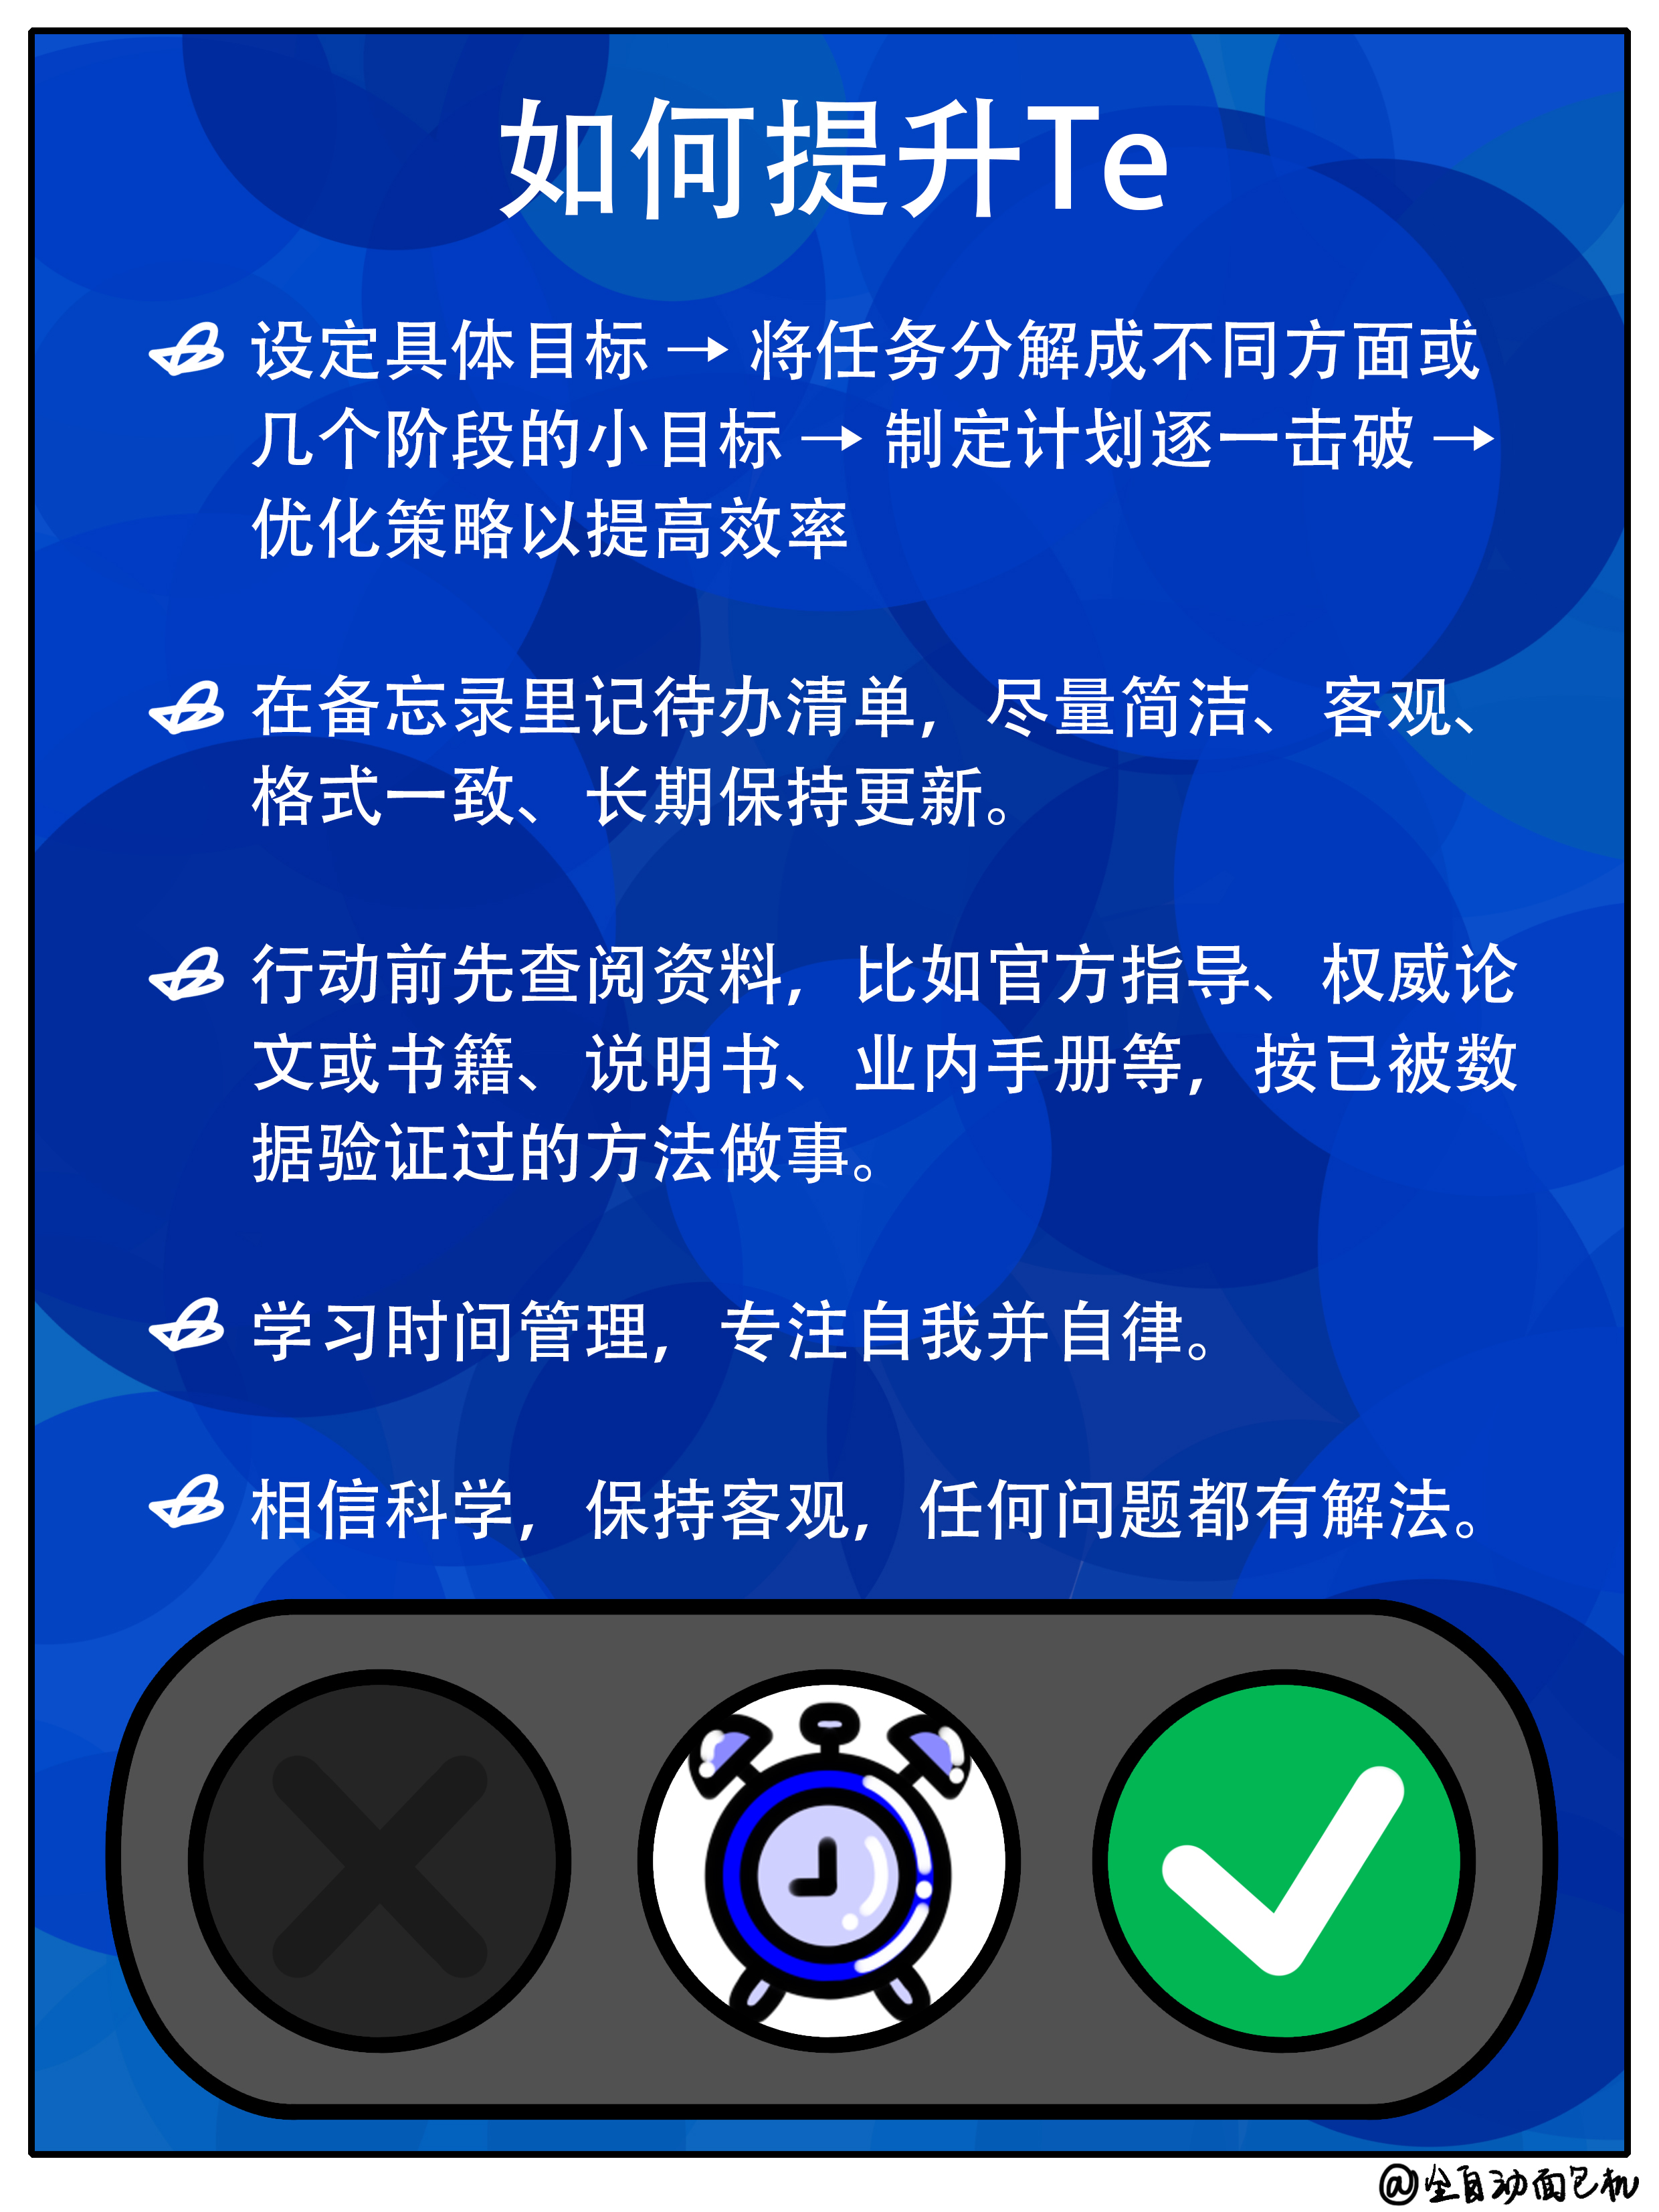 如何提升Te
设定具体目标 → 将任务分解成不同方面或
几个阶段的小目标 → 制定计划逐一击破 →
优化策略以提高效率
在备忘录里记待办清单，尽量简洁、客观、
格式一致、长期保持更新。
行动前先查阅资料，比如官方指导、权威论
文或书籍、说明书、业内手册等，按已被数
据验证过的方法做事。
学习时间管理，专注自我并自律。
相信科学，保持客观，任何问题都有解法。
@全自动面包机